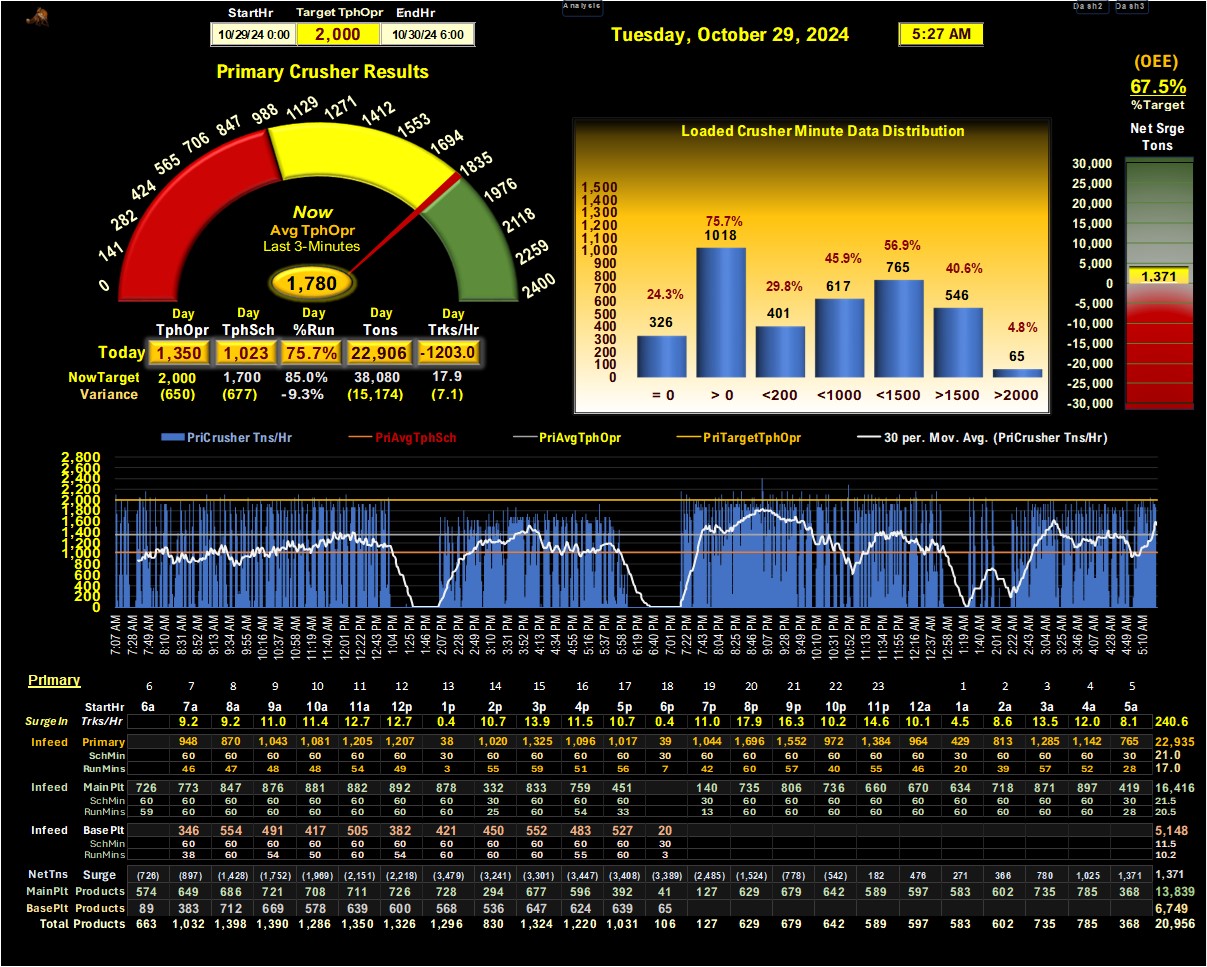 Analysis
Dash2 Dash3
StartHr Target TphOpr EndHr
10/29/24 0:00 2,000 10/30/24 6:00
Tuesday, October 29, 2024 5:27 AM
(OEE)
67.5%
%Target
Net Srge
Tons
30,000
25,000
20,000
15,000
10,000
5,000
1,371
0
-5,000
-10,000
-15,000
-20,000
-25,000
-30,000
Primary Crusher Results
0 141 282 424 565 706 847 988 1129 1271 1412 1553 1694 1835 1976 2118 2259 2400
Now
Avg TphOpr
Last 3-Minutes
1,780
Day Day Day Day Day
TphOpr TphSch %Run Tons Trks/Hr
Today 1,350 1,023 75.7% 22,906 -1203.0
NowTarget 2,000 1,700 85.0% 38,080 17.9
Variance (650) (677) -9.3% (15,174) (7.1)
Loaded Crusher Minute Data Distribution
1,500
1,400
1,300
1,200
1,100
1,000
900
800
700
600
500
400
300
200
100
0
24.3% 75.7% 29.8% 45.9% 56.9% 40.6% 4.8%
326 1018 401 617 765 546 65
= 0 > 0 <200 <1000 <1500 >1500 >2000
PriCrusher Tns/Hr PriAvgTphSch PriAvgTphOpr PriTargetTphOpr 30 per. Mov. Avg. (PriCrusher Tns/Hr)
2,800
2,600
2,400
2,200
2,000
1,800
1,600
1,400
1,200
1,000
800
600
400
200
0
7:07 AM 7:28 AM 7:49 AM 8:10 AM 8:31 AM 8:52 AM 9:13 AM 9:34 AM 9:55 AM 10:16 AM 10:37 AM 10:58 AM 11:19 AM 11:40 AM 12:01 PM 12:22 PM 12:43 PM 1:04 PM 1:25 PM 1:46 PM 2:07 PM 2:28 PM 2:49 PM 3:10 PM 3:31 PM 3:52 PM 4:13 PM 4:34 PM 4:55 PM 5:16 PM 5:37 PM 5:58 PM 6:19 PM 6:40 PM 7:01 PM 7:22 PM 7:43 PM 8:04 PM 8:25 PM 8:46 PM 9:07 PM 9:28 PM 9:49 PM 10:10 PM 10:31 PM 10:52 PM 11:13 PM 11:34 PM 11:55 PM 12:16 AM 12:37 AM 12:58 AM 1:19 AM 1:40 AM 2:01 AM 2:22 AM 2:43 AM 3:04 AM 3:25 AM 3:46 AM 4:07 AM 4:28 AM 4:49 AM 5:10 AM
Primary
6 7 8 9 10 11 12 13 14 15 16 17 18 19 20 21 22 23 1 2 3 4 5
StartHr 6a 7a 8a 9a 10a 11a 12p 1p 2p 3p 4p 5p 6p 7p 8p 9p 10p 11p 12a 1a 2a 3a 4a 5a
SurgeIn Trks/Hr 9.2 9.2 11.0 11.4 12.7 12.7 0.4 10.7 13.9 11.5 10.7 0.4 11.0 17.9 16.3 10.2 14.6 10.1 4.5 8.6 13.5 12.0 8.1 240.6
Infeed Primary 948 870 1,043 1,081 1,205 1,207 38 1,020 1,325 1,096 1,017 39 1,044 1,696 1,552 972 1,384 964 429 813 1,285 1,142 765 22,935
SchMin 60 60 60 60 60 60 30 60 60 60 60 30 60 60 60 60 60 60 30 60 60 60 30 21.0
RunMins 46 47 48 48 54 49 3 55 59 51 56 7 42 60 57 40 55 46 20 39 57 52 28 17.0
Infeed MainPlt 726 773 847 876 881 882 892 878 332 833 759 451 140 735 806 736 660 670 634 718 871 897 419 16,416
SchMin 60 60 60 60 60 60 60 60 30 60 60 60 30 60 60 60 60 60 60 60 60 60 30 21.5
RunMins 59 60 60 60 60 60 60 60 25 60 54 33 13 60 60 60 60 60 60 60 60 60 28 20.5
Infeed BasePlt 346 554 491 417 505 382 421 450 552 483 527 20 5,148
SchMin 60 60 60 60 60 60 60 60 60 60 60 30 11.5
RunMins 38 60 54 50 60 54 60 60 60 55 60 3 10.2
NetTns Surge (726) (897) (1,428) (1,752) (1,969) (2,151) (2,218) (3,479) (3,241) (3,301) (3,447) (3,408) (3,389) (2,485) (1,524) (778) (542) 182 476 271 366 780 1,025 1,371 1,371
MainPlt Products 574 649 686 721 708 711 726 728 294 677 596 392 41 127 629 679 642 589 597 583 602 735 785 368 13,839
BasePlt Products 89 383 712 669 578 639 600 568 536 647 624 639 65 6,749
Total Products 663 1,032 1,398 1,390 1,286 1,350 1,326 1,296 830 1,324 1,220 1,031 106 127 629 679 642 589 597 583 602 735 785 368 20,956